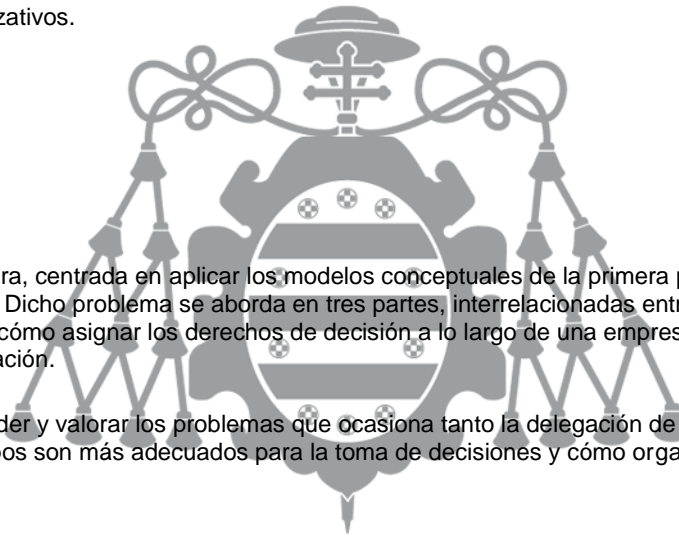 zativos.
ra, centrada en aplicar los modelos conceptuales de la primera p
Dicho problema se aborda en tres partes, interrelacionadas entr
cómo asignar los derechos de decisión a lo largo de una empres
ación.
der y valorar los problemas que ocasiona tanto la delegación de
pos son más adecuados para la toma de decisiones y cómo orga